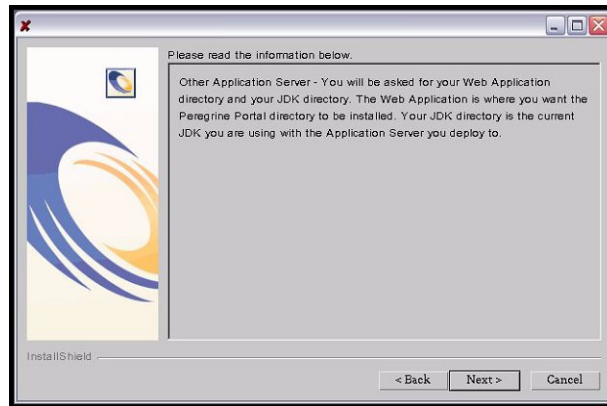 Please read the information below.
Other Application Server - You will be asked for your Web Application
directory and your JDK directory. The Web Application is where you want the
Peregrine Portal directory to be installed. Your JDK directory is the current
JDK you are using with the Application Server you deploy to.
InstallShield
< Back Next > Cancel